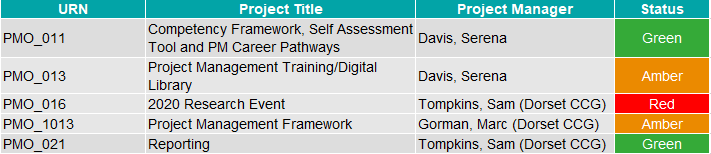 URN Project Title Project Manager Status
PMO_011 Competency Framework, Self Assessment Tool and PM Career Pathways Davis, Serena Green
PMO_013 Project Management Training/Digital Library Davis, Serena Amber
PMO_016 2020 Research Event Tompkins, Sam (Dorset CCG) Red
PMO_1013 Project Management Framework Gorman, Marc (Dorset CCG) Amber
PMO_021 Reporting Tompkins, Sam (Dorset CCG) Green